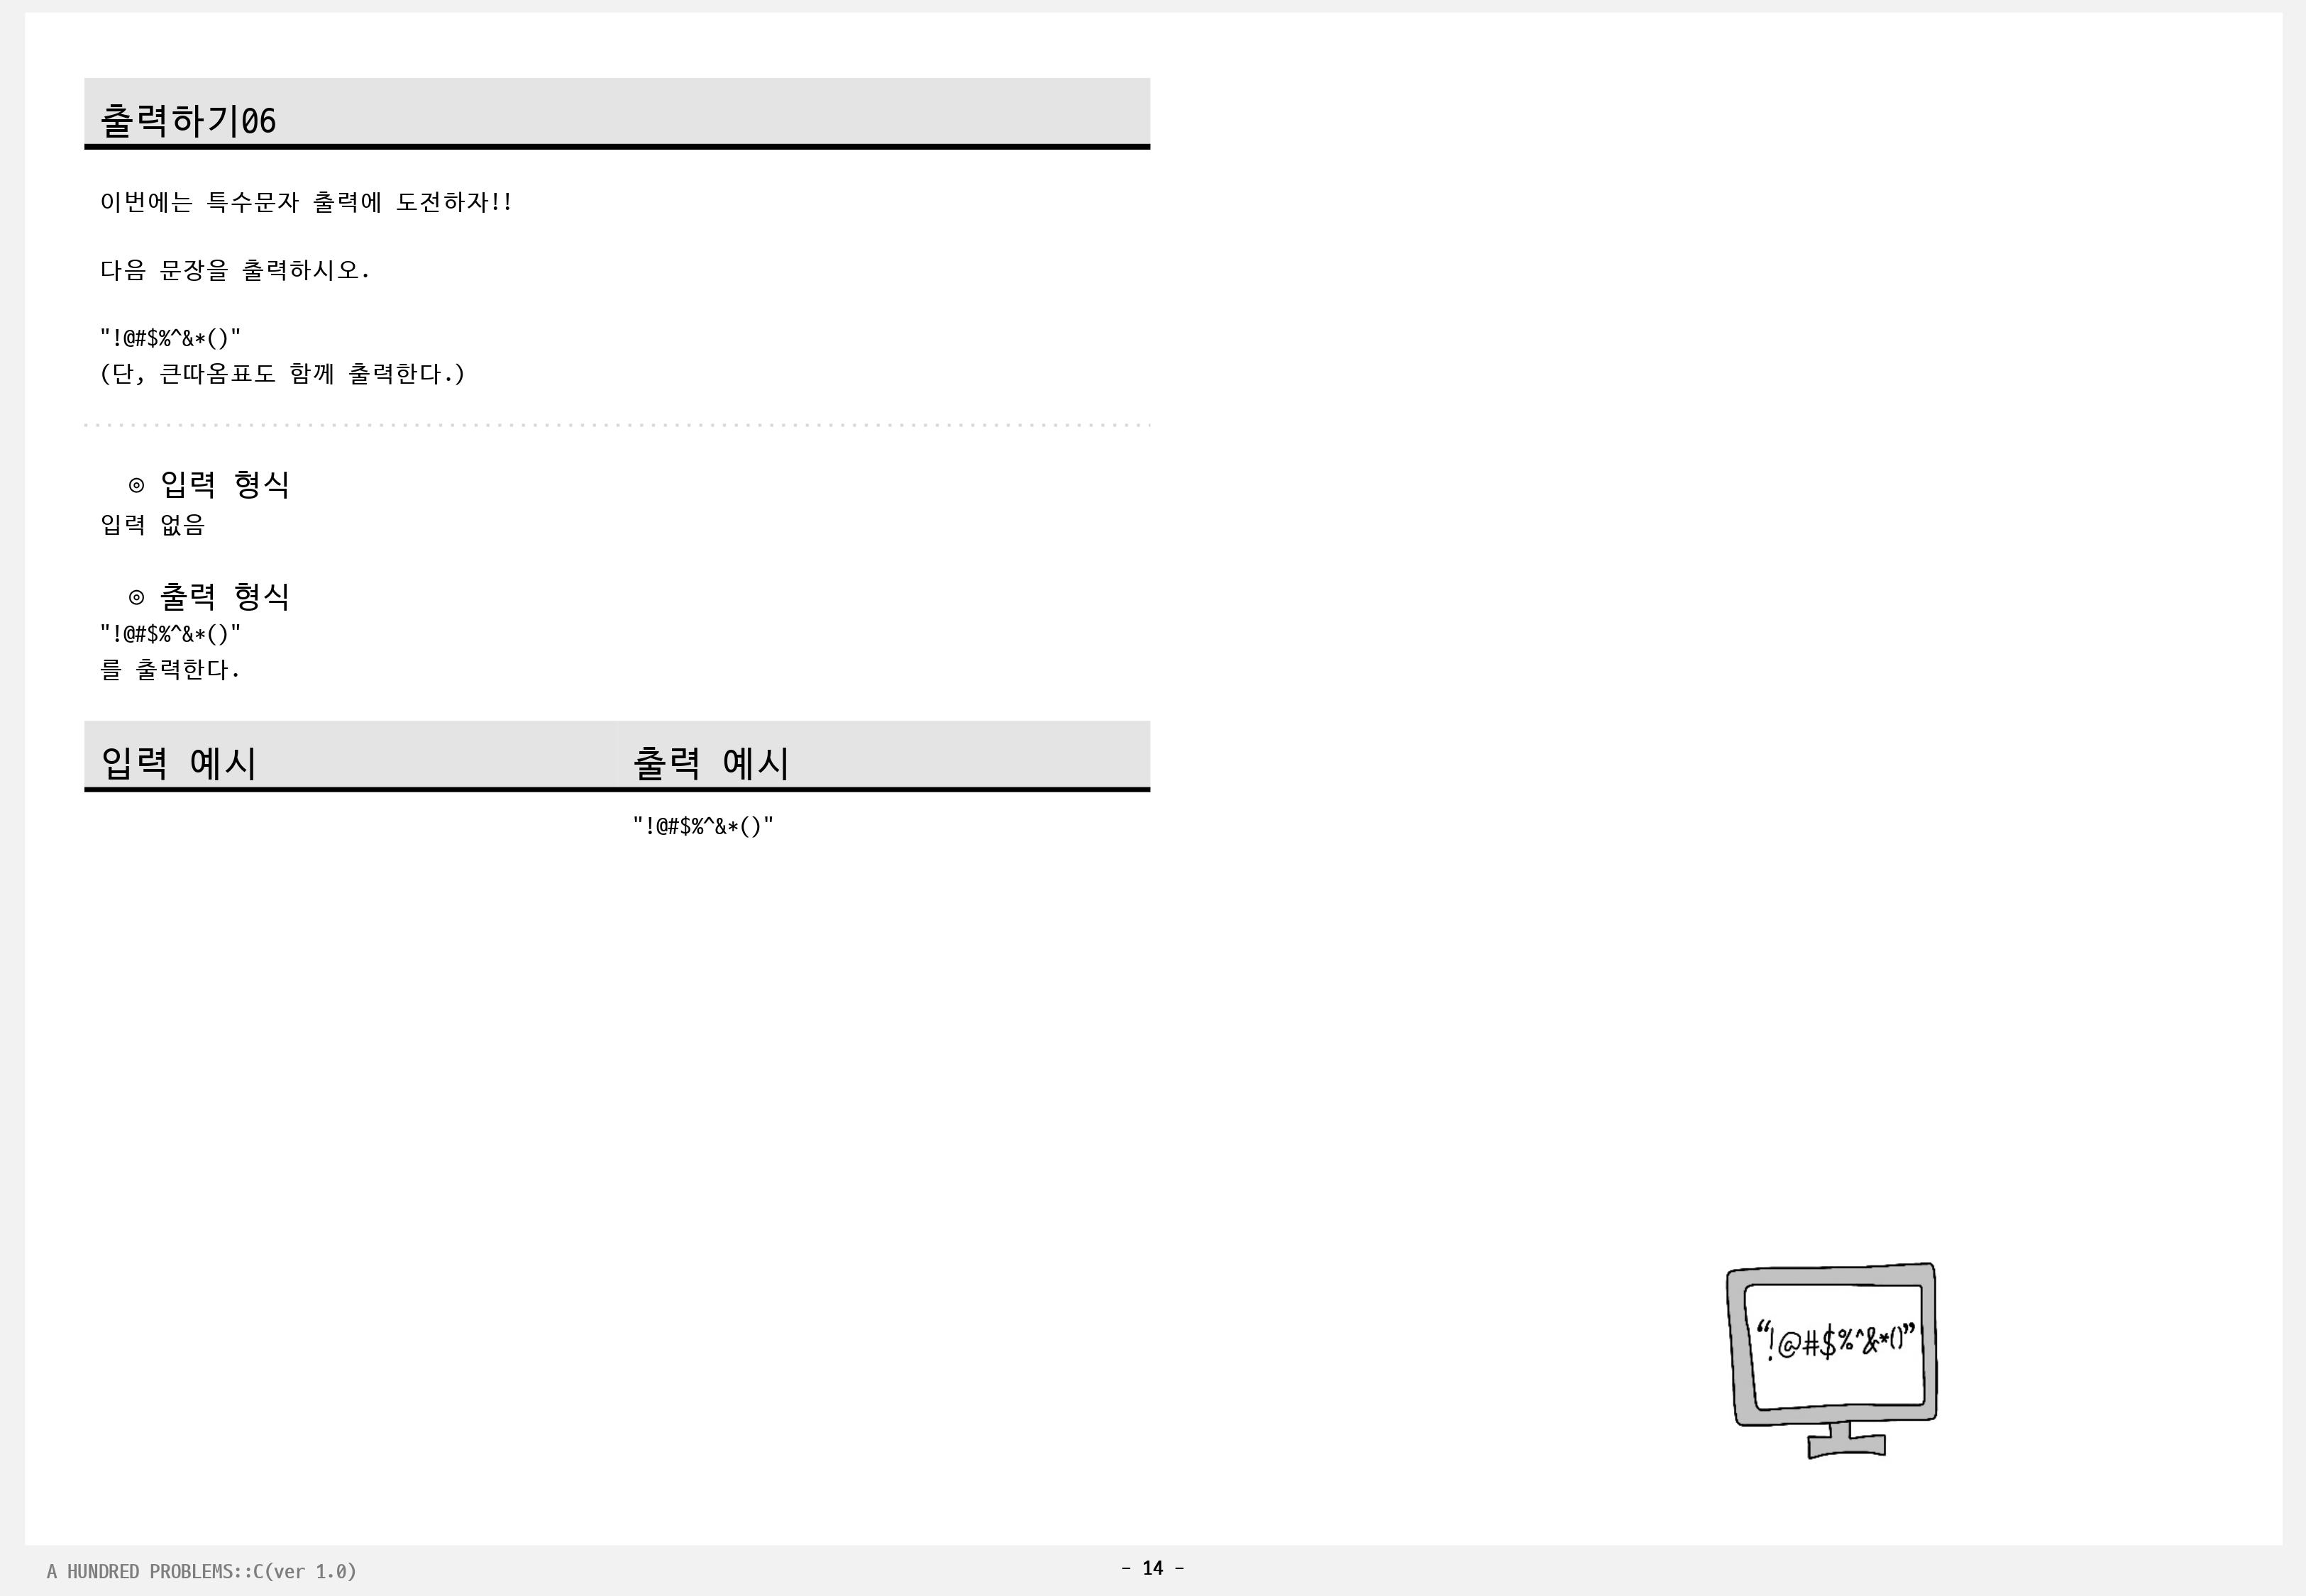 출력하기06
이번에는 특수문자 출력에 도전하자!!
다음 문장을 출력하시오.
"!@#$%^&*()"
(단, 큰따옴표도 함께 출력한다.)
◎ 입력 형식
입력 없음
◎ 출력 형식
"!@#$%^&*()"
를 출력한다.
입력 예시 출력 예시
"!@#$%^&*()"
“!@#$%^&*()”
A HUNDRED PROBLEMS::C(ver 1.0)
- 14 -